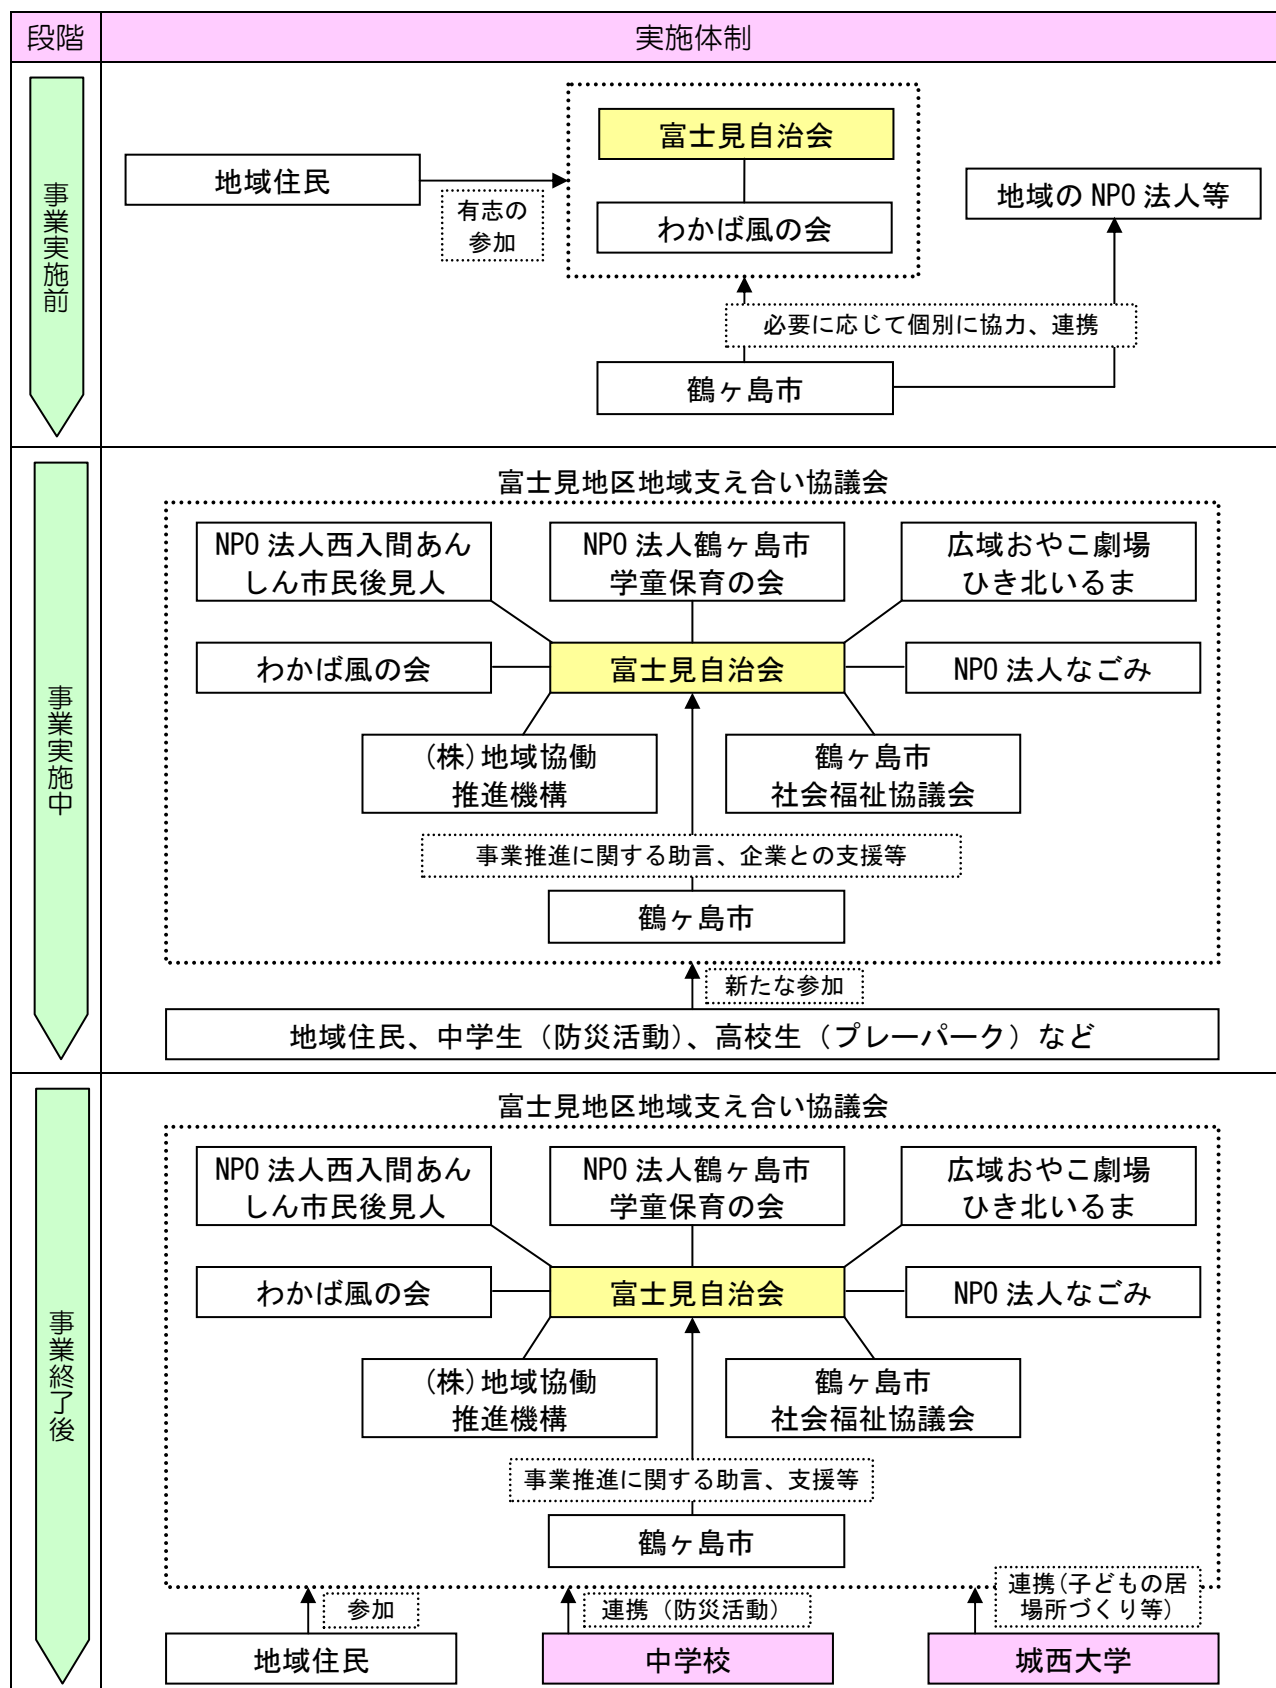 段階
実施体制
事業実施前
富士見自治会
地域住民
有志の
参加
わかば風の会
地域の NPO 法人等
必要に応じて個別に協力、連携
鶴ヶ島市
事業実施中
富士見地区地域支え合い協議会
NPO 法人西入間あん
しん市民後見人
NPO 法人鶴ヶ島市
学童保育の会
広域おやこ劇場
ひき北いるま
わかば風の会
富士見自治会
NPO 法人なごみ
(株)地域協働
推進機構
鶴ヶ島市
社会福祉協議会
事業推進に関する助言、企業との支援等
鶴ヶ島市
新たな参加
地域住民、中学生（防災活動）、高校生（プレーパーク）など
事業終了後
富士見地区地域支え合い協議会
NPO 法人西入間あん
しん市民後見人
NPO 法人鶴ヶ島市
学童保育の会
広域おやこ劇場
ひき北いるま
わかば風の会
富士見自治会
NPO 法人なごみ
(株)地域協働
推進機構
鶴ヶ島市
社会福祉協議会
事業推進に関する助言、支援等
鶴ヶ島市
参加
連携（防災活動）
連携(子どもの居
場所づくり等)
地域住民
中学校
城西大学